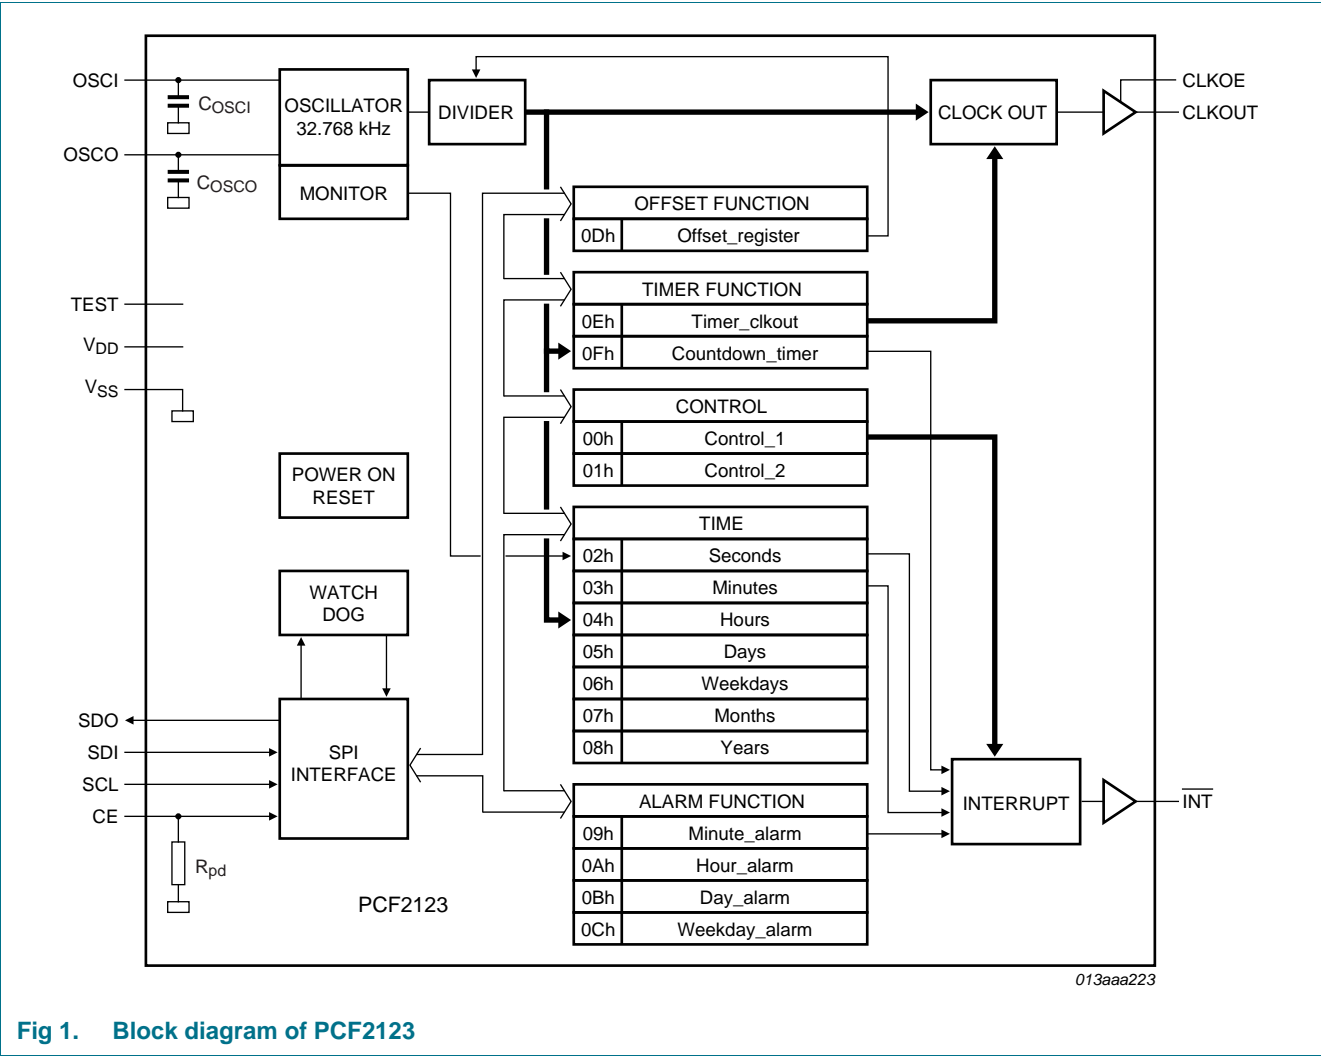 OSCI
COSCI
OSCO
COSCO
OSCILLATOR
32.768 kHz
MONITOR
DIVIDER
CLOCK OUT
CLKOE
CLKOUT
OFFSET FUNCTION
0Dh Offset_register
TEST
VDD
VSS
TIMER FUNCTION
0Eh Timer_clkout
0Fh Countdown_timer
CONTROL
00h Control_1
01h Control_2
POWER ON
RESET
TIME
02h Seconds
03h Minutes
04h Hours
05h Days
06h Weekdays
07h Months
08h Years
WATCH
DOG
SDO
SDI
SCL
CE
SPI
INTERFACE
Rpd
PCF2123
ALARM FUNCTION
09h Minute_alarm
0Ah Hour_alarm
0Bh Day_alarm
0Ch Weekday_alarm
INTERRUPT
INT
013aaa223
Fig 1. Block diagram of PCF2123